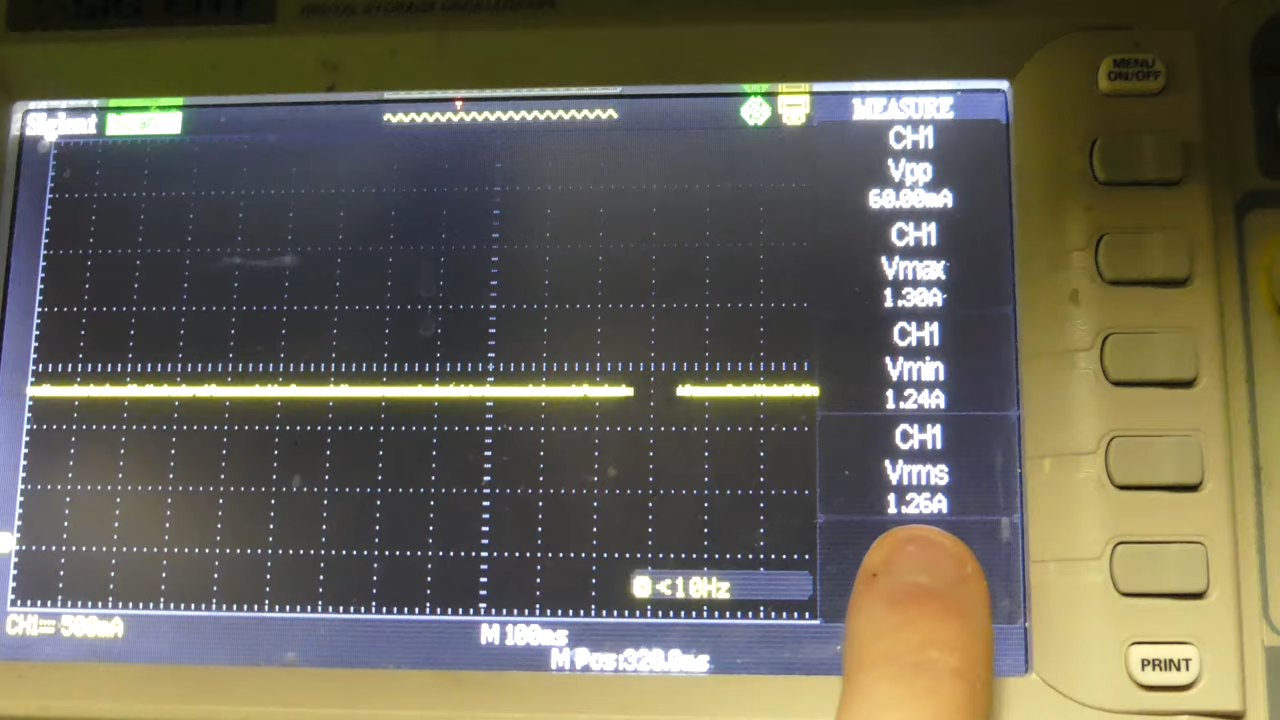 SIGLENT
MENU
ON/OFF
Siglent
MEASURE
CH1
Vpp
60.00mA
CH1
Vmax
1.30A
CH1
Vmin
1.24A
CH1
Vrms
1.26A
<10Hz
CH1 500mA
M 100ms
M Pos:320.0ms
PRINT